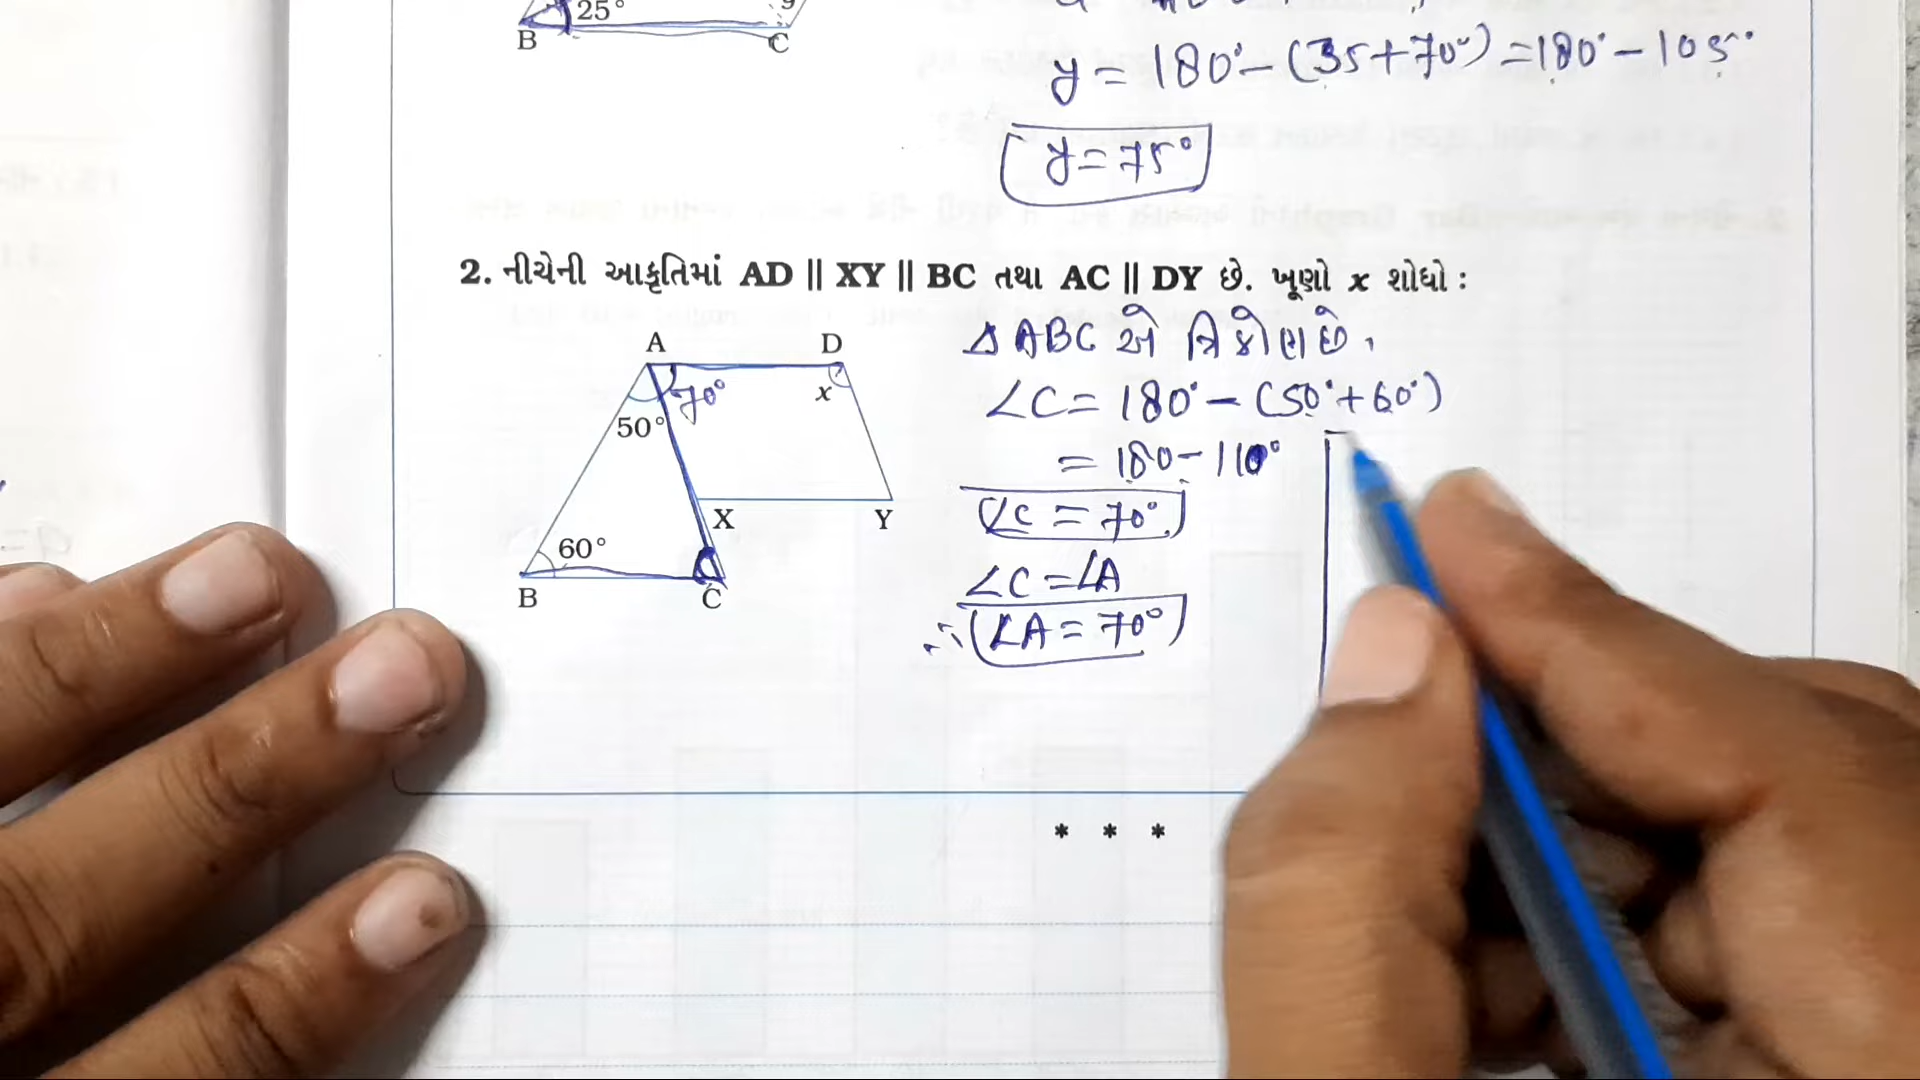 25°
B C
y = 180° - (35+70°) = 180° - 105°
y = 75°
2. નીચેની આકૃતિમાં AD || XY || BC તથા AC || DY છે. ખૂણો x શોધો :
A D
x
70°
50°
X Y
60°
B C
Δ ABC એ ત્રિકોણ છે.
∠C = 180° - (50° + 60°)
= 180 - 110°
∠C = 70°
∠C = ∠A
∴ ∠A = 70°
* * *